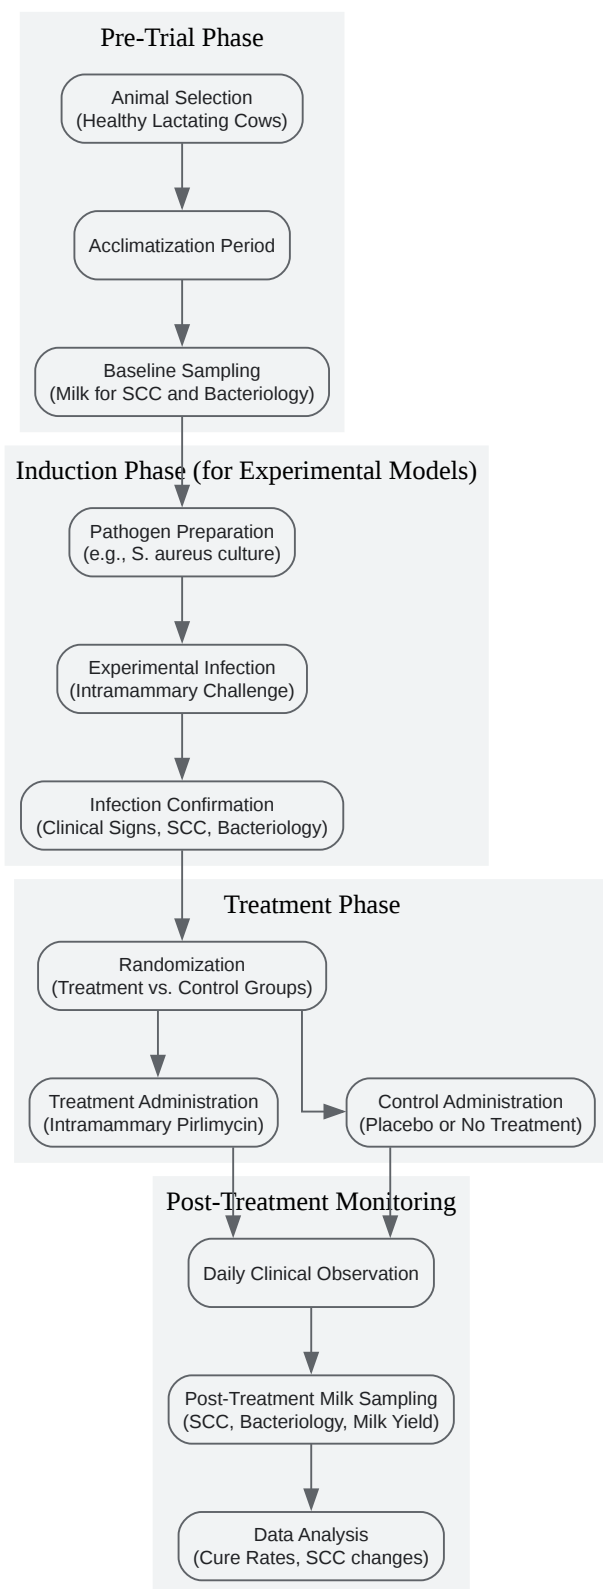 Pre-Trial Phase
Animal Selection
(Healthy Lactating Cows)
Acclimatization Period
Baseline Sampling
(Milk for SCC and Bacteriology)
Induction Phase (for Experimental Models)
Pathogen Preparation
(e.g., S. aureus culture)
Experimental Infection
(Intramammary Challenge)
Infection Confirmation
(Clinical Signs, SCC, Bacteriology)
Treatment Phase
Randomization
(Treatment vs. Control Groups)
Treatment Administration
(Intramammary Pirlimycin)
Control Administration
(Placebo or No Treatment)
Post-Treatment Monitoring
Daily Clinical Observation
Post-Treatment Milk Sampling
(SCC, Bacteriology, Milk Yield)
Data Analysis
(Cure Rates, SCC changes)